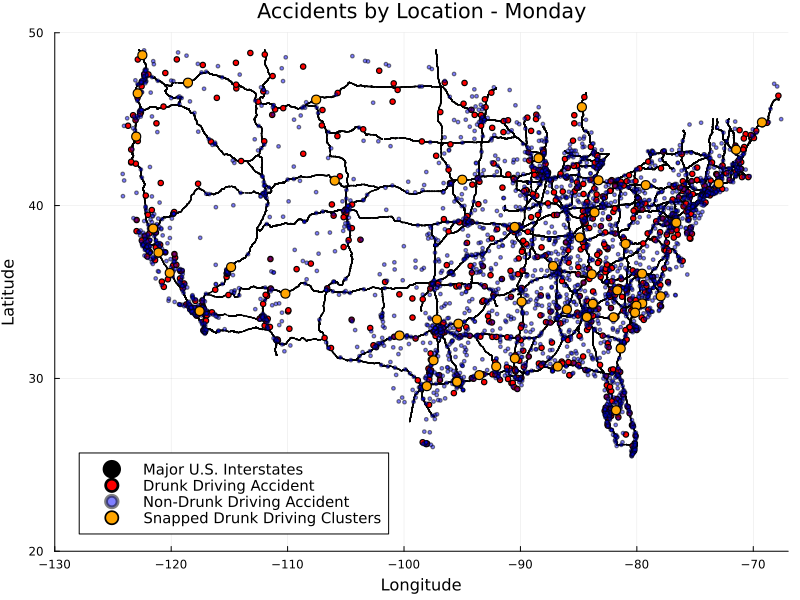 Accidents by Location - Monday
50
40
30
20
Latitude
Major U.S. Interstates
Drunk Driving Accident
Non-Drunk Driving Accident
Snapped Drunk Driving Clusters
−130 −120 −110 −100 −90 −80 −70
Longitude